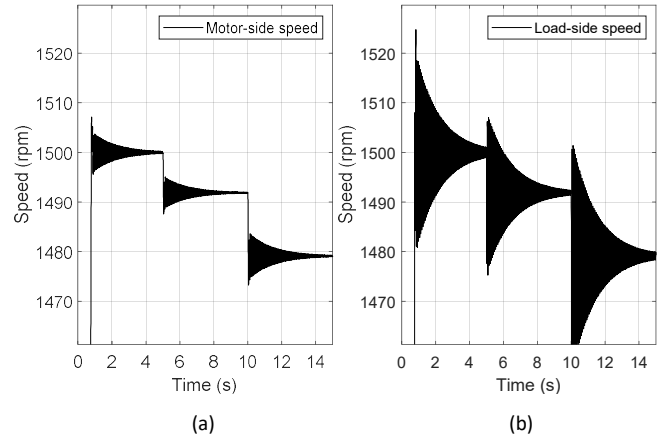 Motor-side speed
1520
1510
1500
1490
1480
1470
Speed (rpm)
0 2 4 6 8 10 12 14
Time (s)
(a)
Load-side speed
1520
1510
1500
1490
1480
1470
Speed (rpm)
0 2 4 6 8 10 12 14
Time (s)
(b)